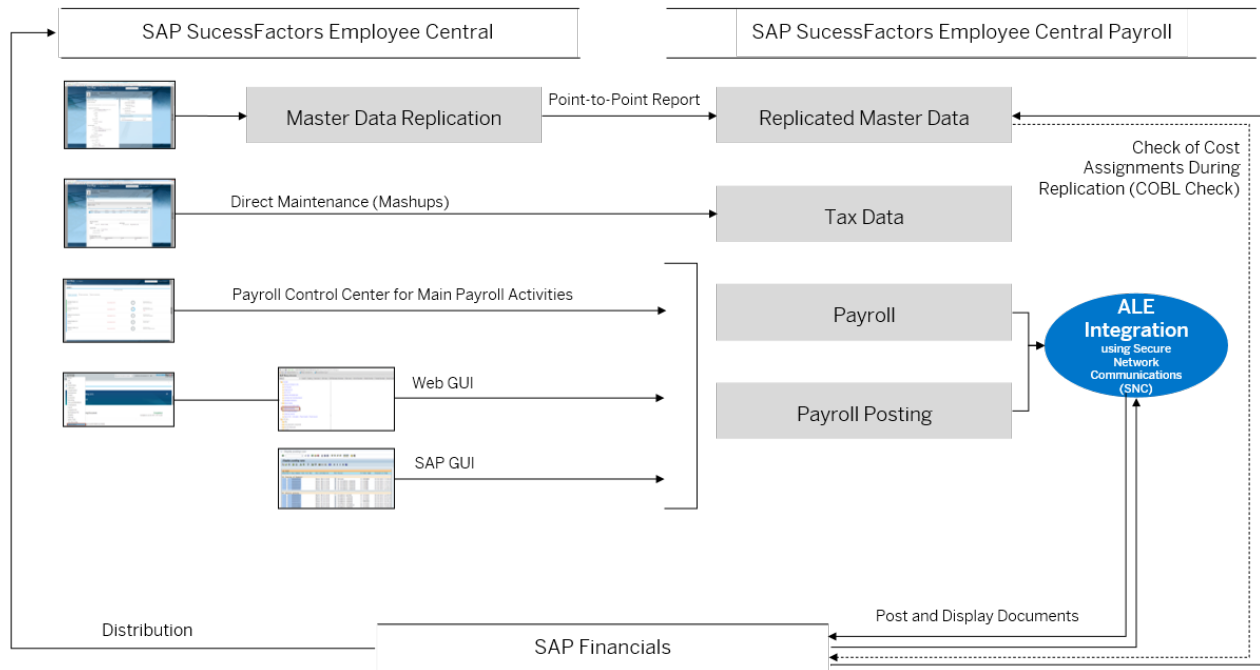 SAP SucessFactors Employee Central
SAP SucessFactors Employee Central Payroll
Master Data Replication
Point-to-Point Report
Replicated Master Data
Check of Cost
Assignments During
Replication (COBL Check)
Direct Maintenance (Mashups)
Tax Data
Payroll Control Center for Main Payroll Activities
Payroll
ALE
Integration
using Secure
Network
Communications
(SNC)
Web GUI
Payroll Posting
SAP GUI
Post and Display Documents
Distribution
SAP Financials